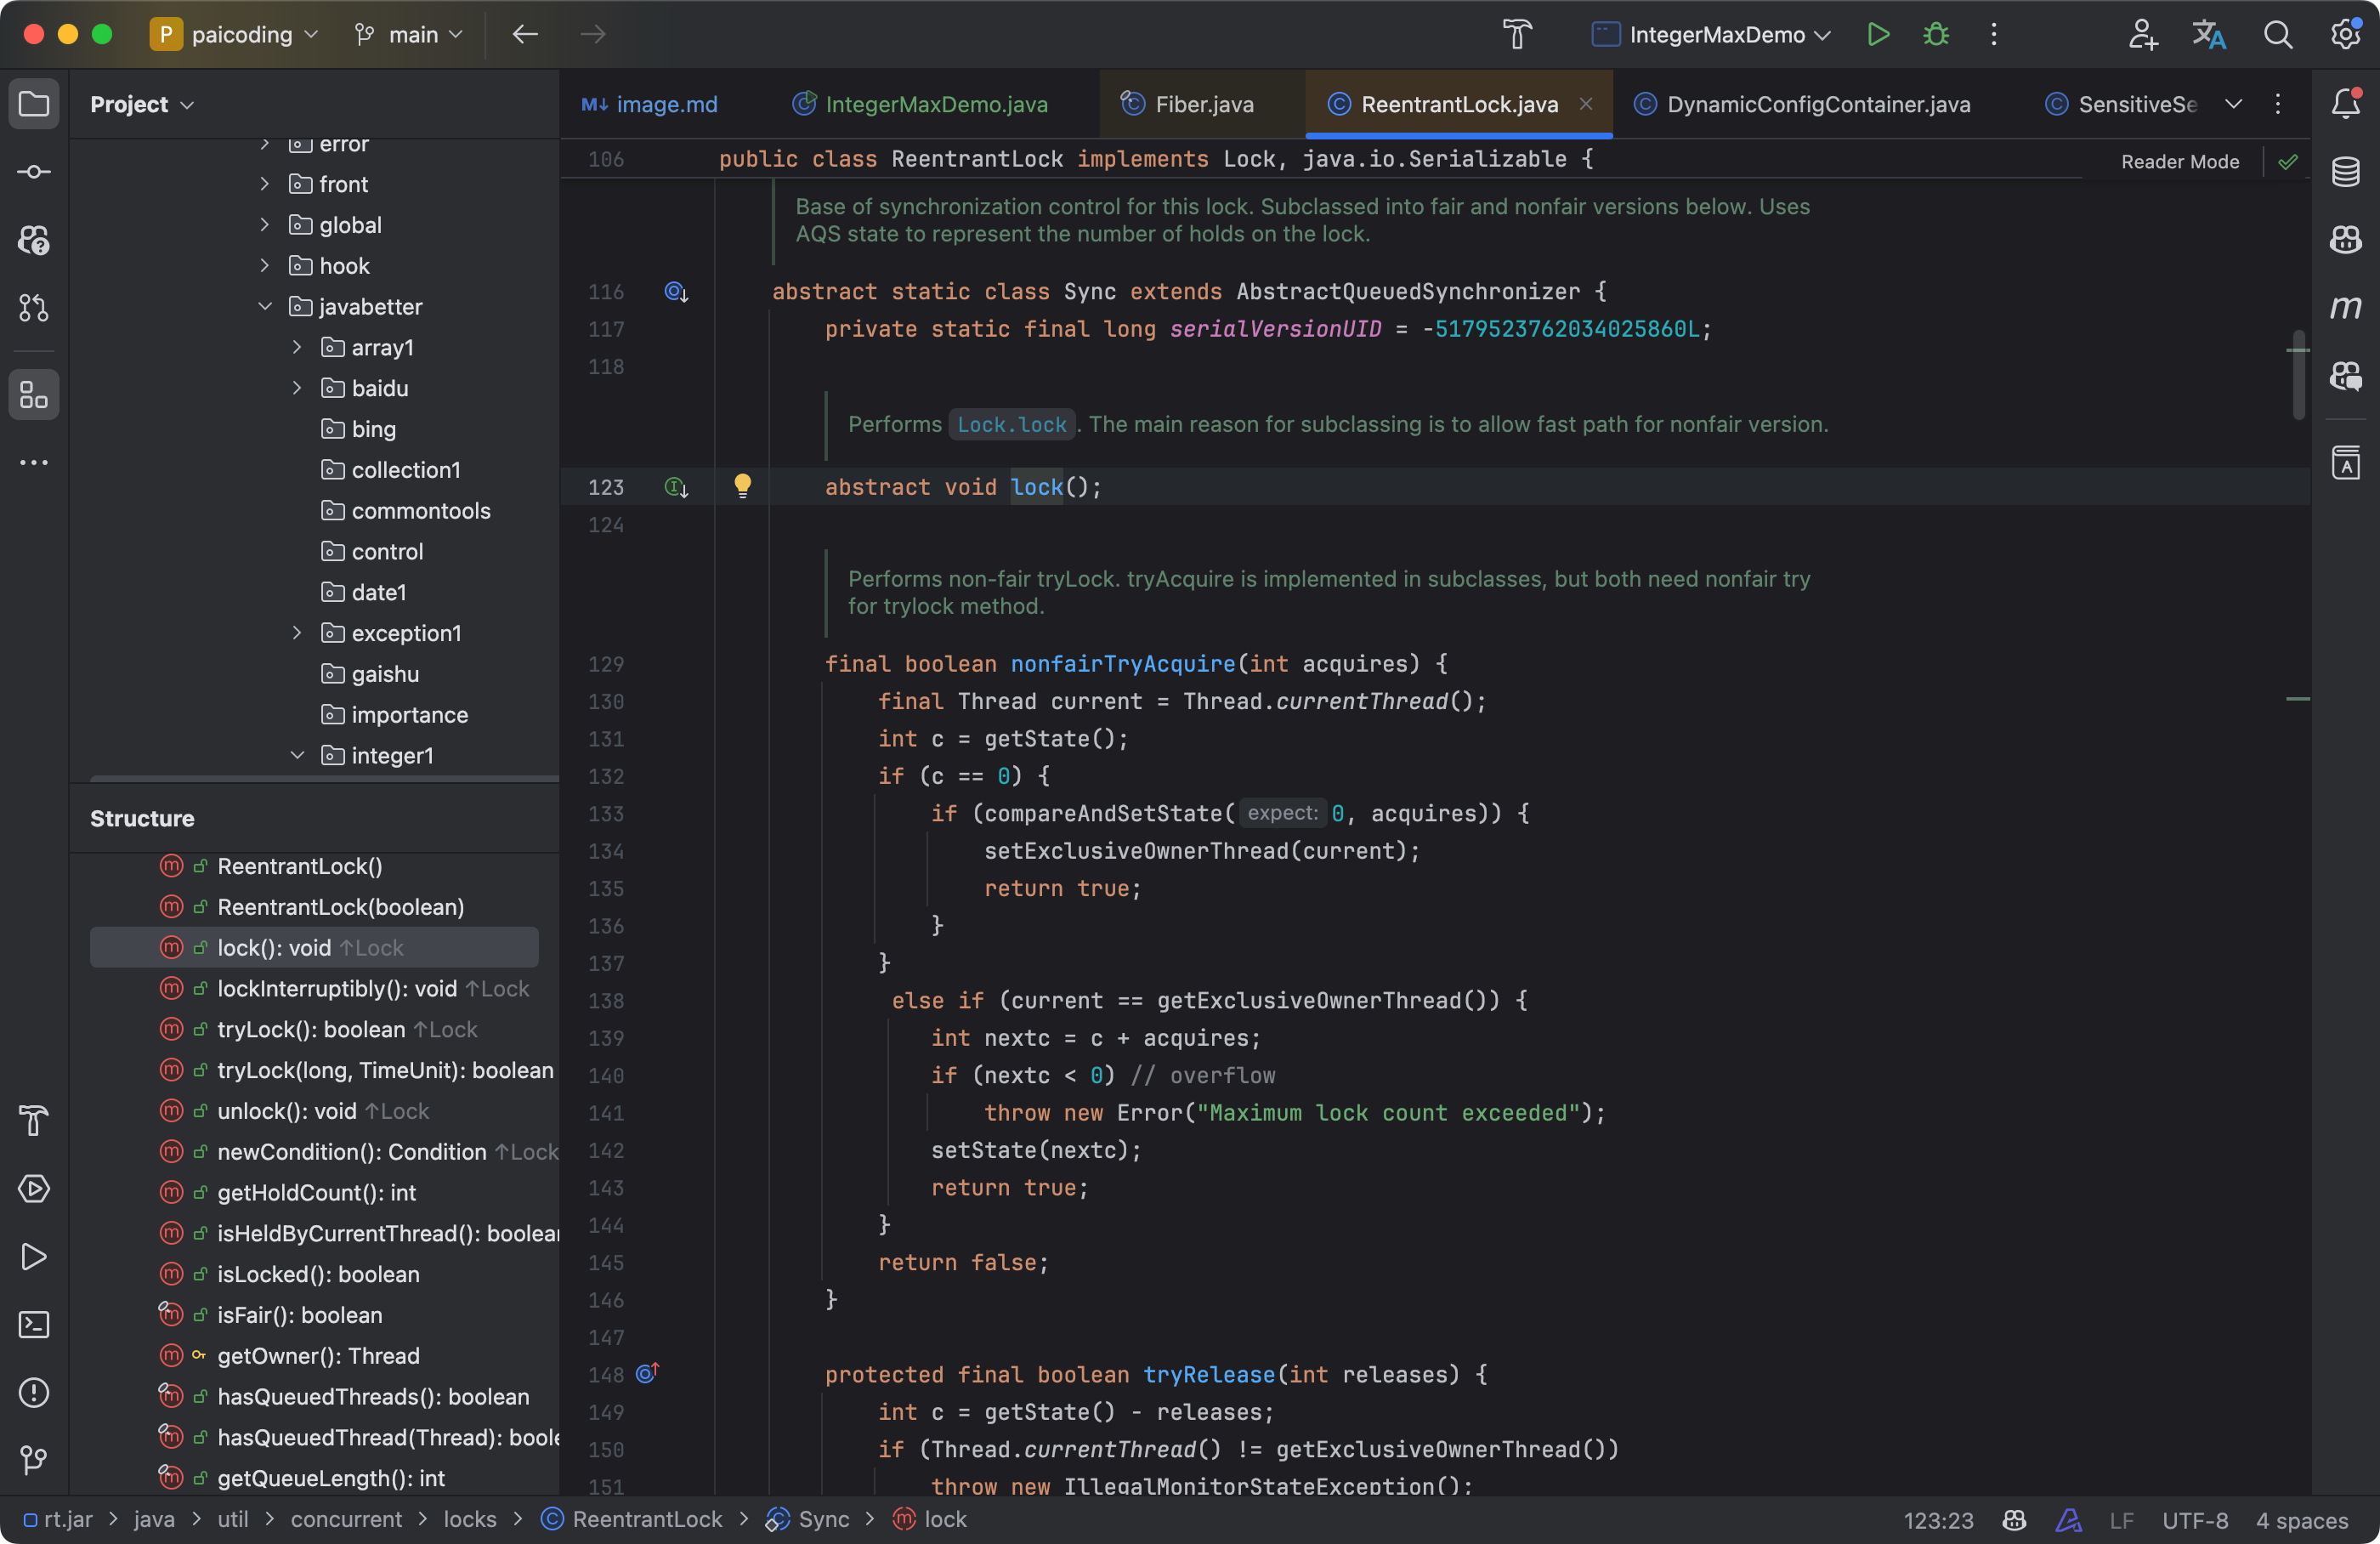 P paicoding main IntegerMaxDemo
Project
error
front
global
hook
javabetter
array1
baidu
bing
collection1
commontools
control
date1
exception1
gaishu
importance
integer1
Structure
ReentrantLock()
ReentrantLock(boolean)
lock(): void ↑Lock
lockInterruptibly(): void ↑Lock
tryLock(): boolean ↑Lock
tryLock(long, TimeUnit): boolean
unlock(): void ↑Lock
newCondition(): Condition ↑Lock
getHoldCount(): int
isHeldByCurrentThread(): boolean
isLocked(): boolean
isFair(): boolean
getOwner(): Thread
hasQueuedThreads(): boolean
hasQueuedThread(Thread): boole
getQueueLength(): int
M↓ image.md IntegerMaxDemo.java Fiber.java ReentrantLock.java DynamicConfigContainer.java SensitiveSe
106 public class ReentrantLock implements Lock, java.io.Serializable {
Reader Mode
Base of synchronization control for this lock. Subclassed into fair and nonfair versions below. Uses
AQS state to represent the number of holds on the lock.
116 abstract static class Sync extends AbstractQueuedSynchronizer {
117 private static final long serialVersionUID = -5179523762034025860L;
118
Performs Lock.lock. The main reason for subclassing is to allow fast path for nonfair version.
123 abstract void lock();
124
Performs non-fair tryLock. tryAcquire is implemented in subclasses, but both need nonfair try
for trylock method.
129 final boolean nonfairTryAcquire(int acquires) {
130 final Thread current = Thread.currentThread();
131 int c = getState();
132 if (c == 0) {
133 if (compareAndSetState( expect: 0, acquires)) {
134 setExclusiveOwnerThread(current);
135 return true;
136 }
137 }
138 else if (current == getExclusiveOwnerThread()) {
139 int nextc = c + acquires;
140 if (nextc < 0) // overflow
141 throw new Error("Maximum lock count exceeded");
142 setState(nextc);
143 return true;
144 }
145 return false;
146 }
147
148 protected final boolean tryRelease(int releases) {
149 int c = getState() - releases;
150 if (Thread.currentThread() != getExclusiveOwnerThread())
151 throw new IllegalMonitorStateException();
rt.jar > java > util > concurrent > locks > ReentrantLock > Sync > lock
123:23 LF UTF-8 4 spaces